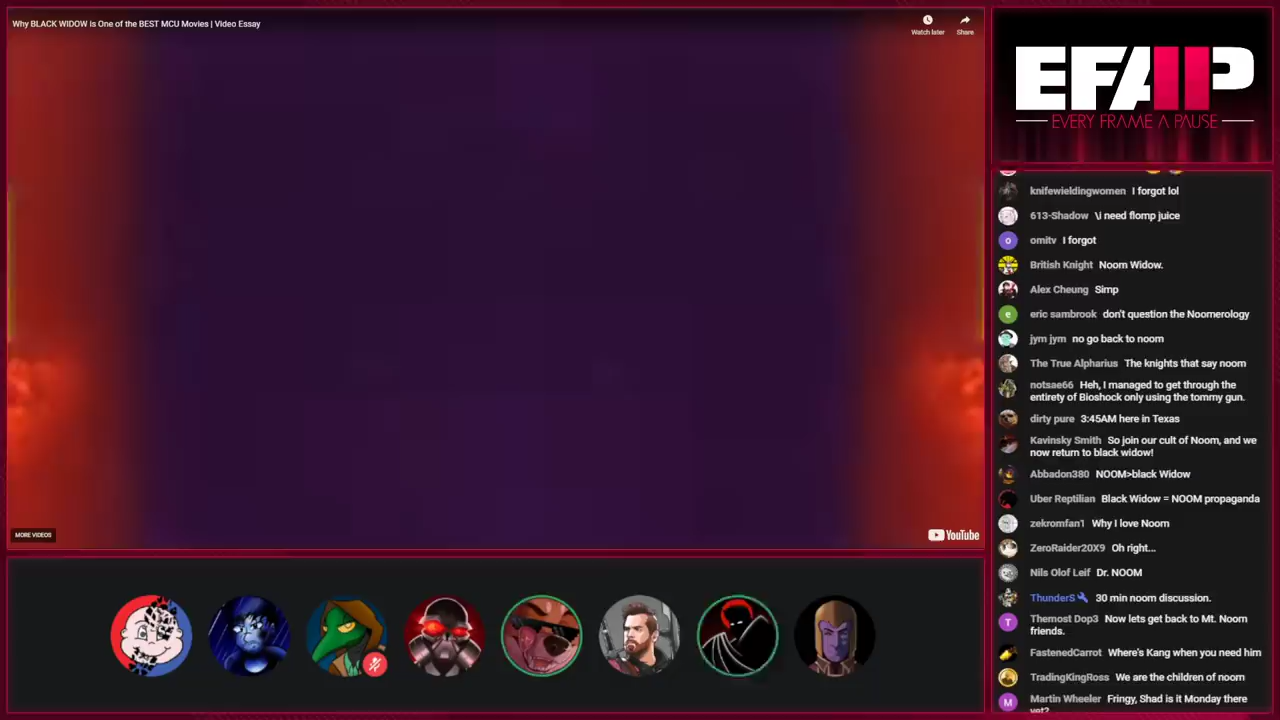 Why BLACK WIDOW is One of the BEST MCU Movies | Video Essay
Watch later
Share
MORE VIDEOS
YouTube
EFAP
EVERY FRAME A PAUSE
knifewieldingwomen I forgot lol
613-Shadow \i need flomp juice
omitv I forgot
British Knight Noom Widow.
Alex Cheung Simp
eric sambrook don't question the Noomerology
jym jym no go back to noom
The True Alpharius The knights that say noom
notsae66 Heh, I managed to get through the
entirety of Bioshock only using the tommy gun.
dirty pure 3:45AM here in Texas
Kavinsky Smith So join our cult of Noom, and we
now return to black widow!
Abbadon380 NOOM>black Widow
Uber Reptilian Black Widow = NOOM propaganda
zekromfan1 Why I love Noom
ZeroRaider20X9 Oh right...
Nils Olof Leif Dr. NOOM
ThunderS 30 min noom discussion.
Themost Dop3 Now lets get back to Mt. Noorn
friends.
FastenedCarrot Where's Kang when you need him
TradingKingRoss We are the children of noom
Martin Wheeler Fringy, Shad is it Monday there
yet?